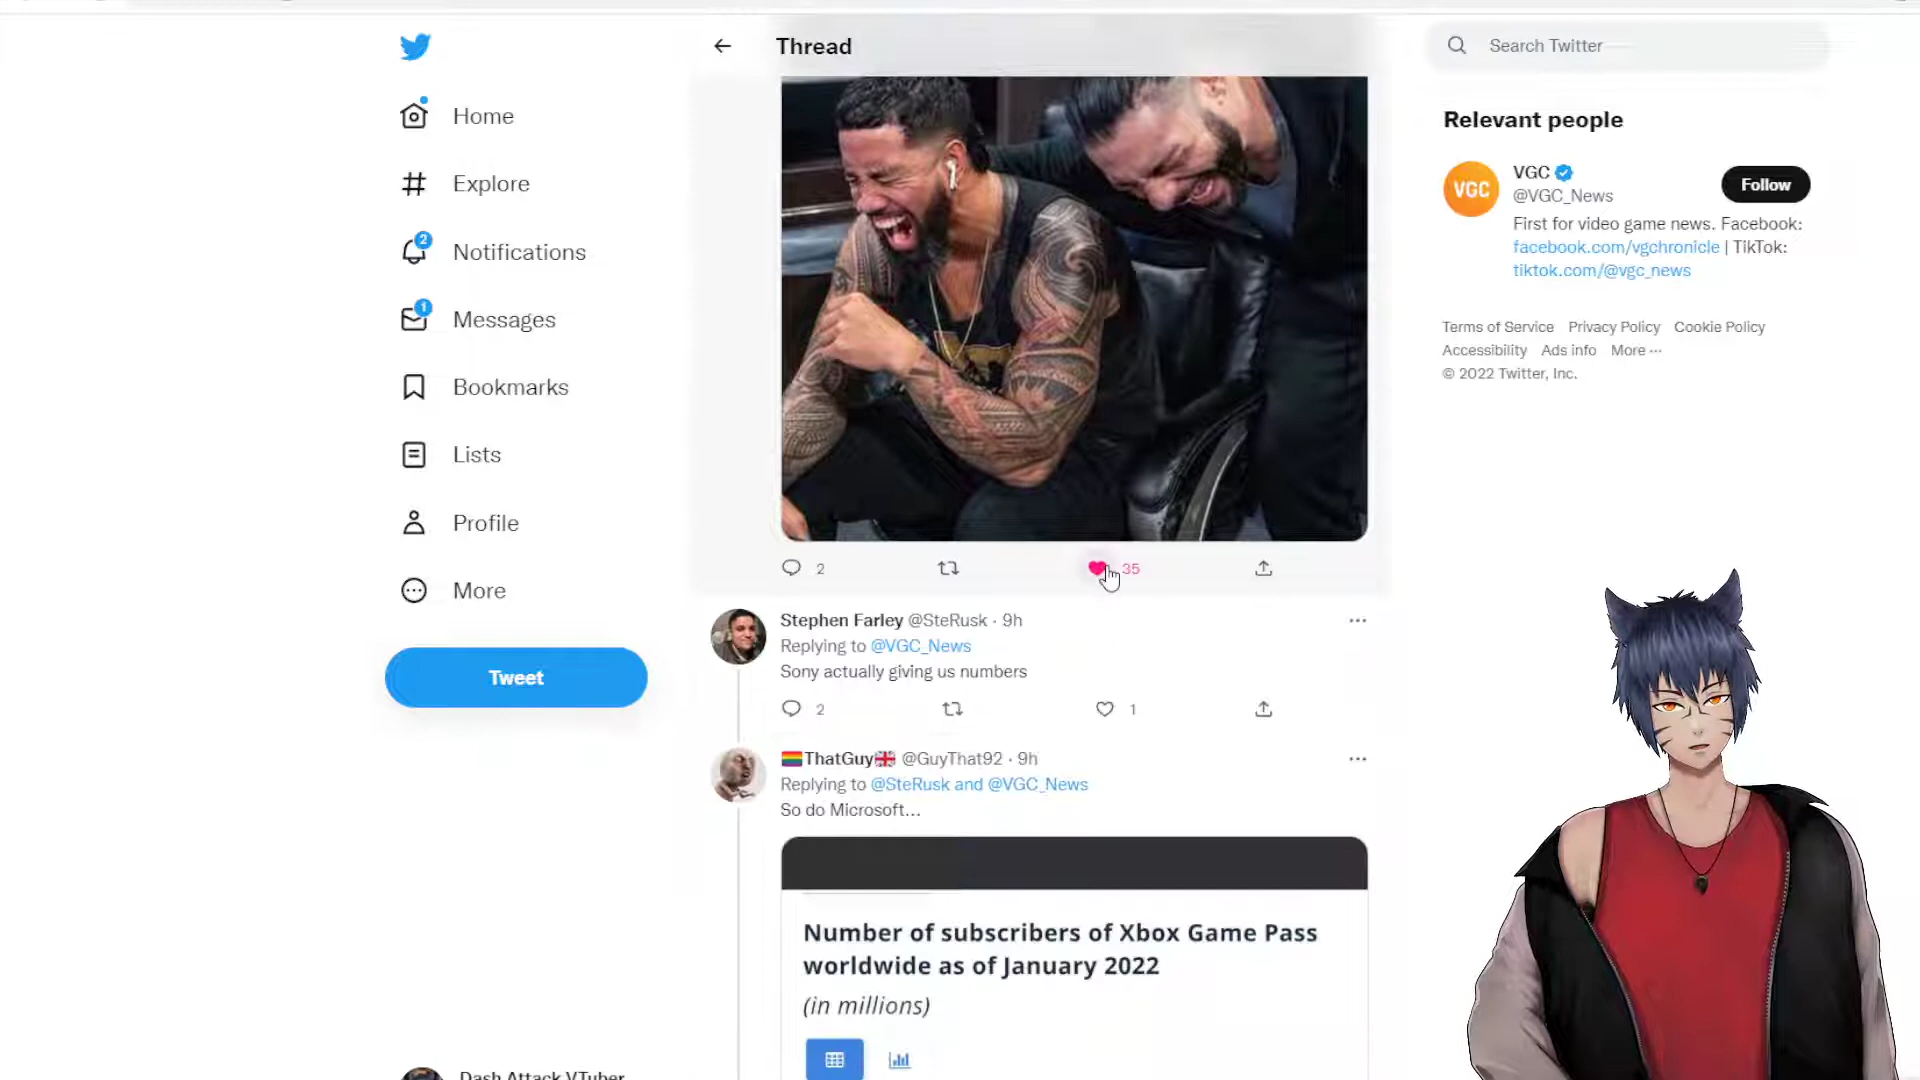 Thread
Search Twitter
Home
Explore
2
Notifications
1
Messages
Bookmarks
Lists
Profile
More
Tweet
2
35
Stephen Farley @SteRusk · 9h
Replying to @VGC_News
Sony actually giving us numbers
2
1
ThatGuy @GuyThat92 · 9h
Replying to @SteRusk and @VGC_News
So do Microsoft...
Number of subscribers of Xbox Game Pass
worldwide as of January 2022
(in millions)
Relevant people
VGC
VGC
@VGC_News
Follow
First for video game news. Facebook:
facebook.com/vgchronicle | TikTok:
tiktok.com/@vgc_news
Terms of Service Privacy Policy Cookie Policy
Accessibility Ads info More ···
© 2022 Twitter, Inc.
Dash Attack VTuber